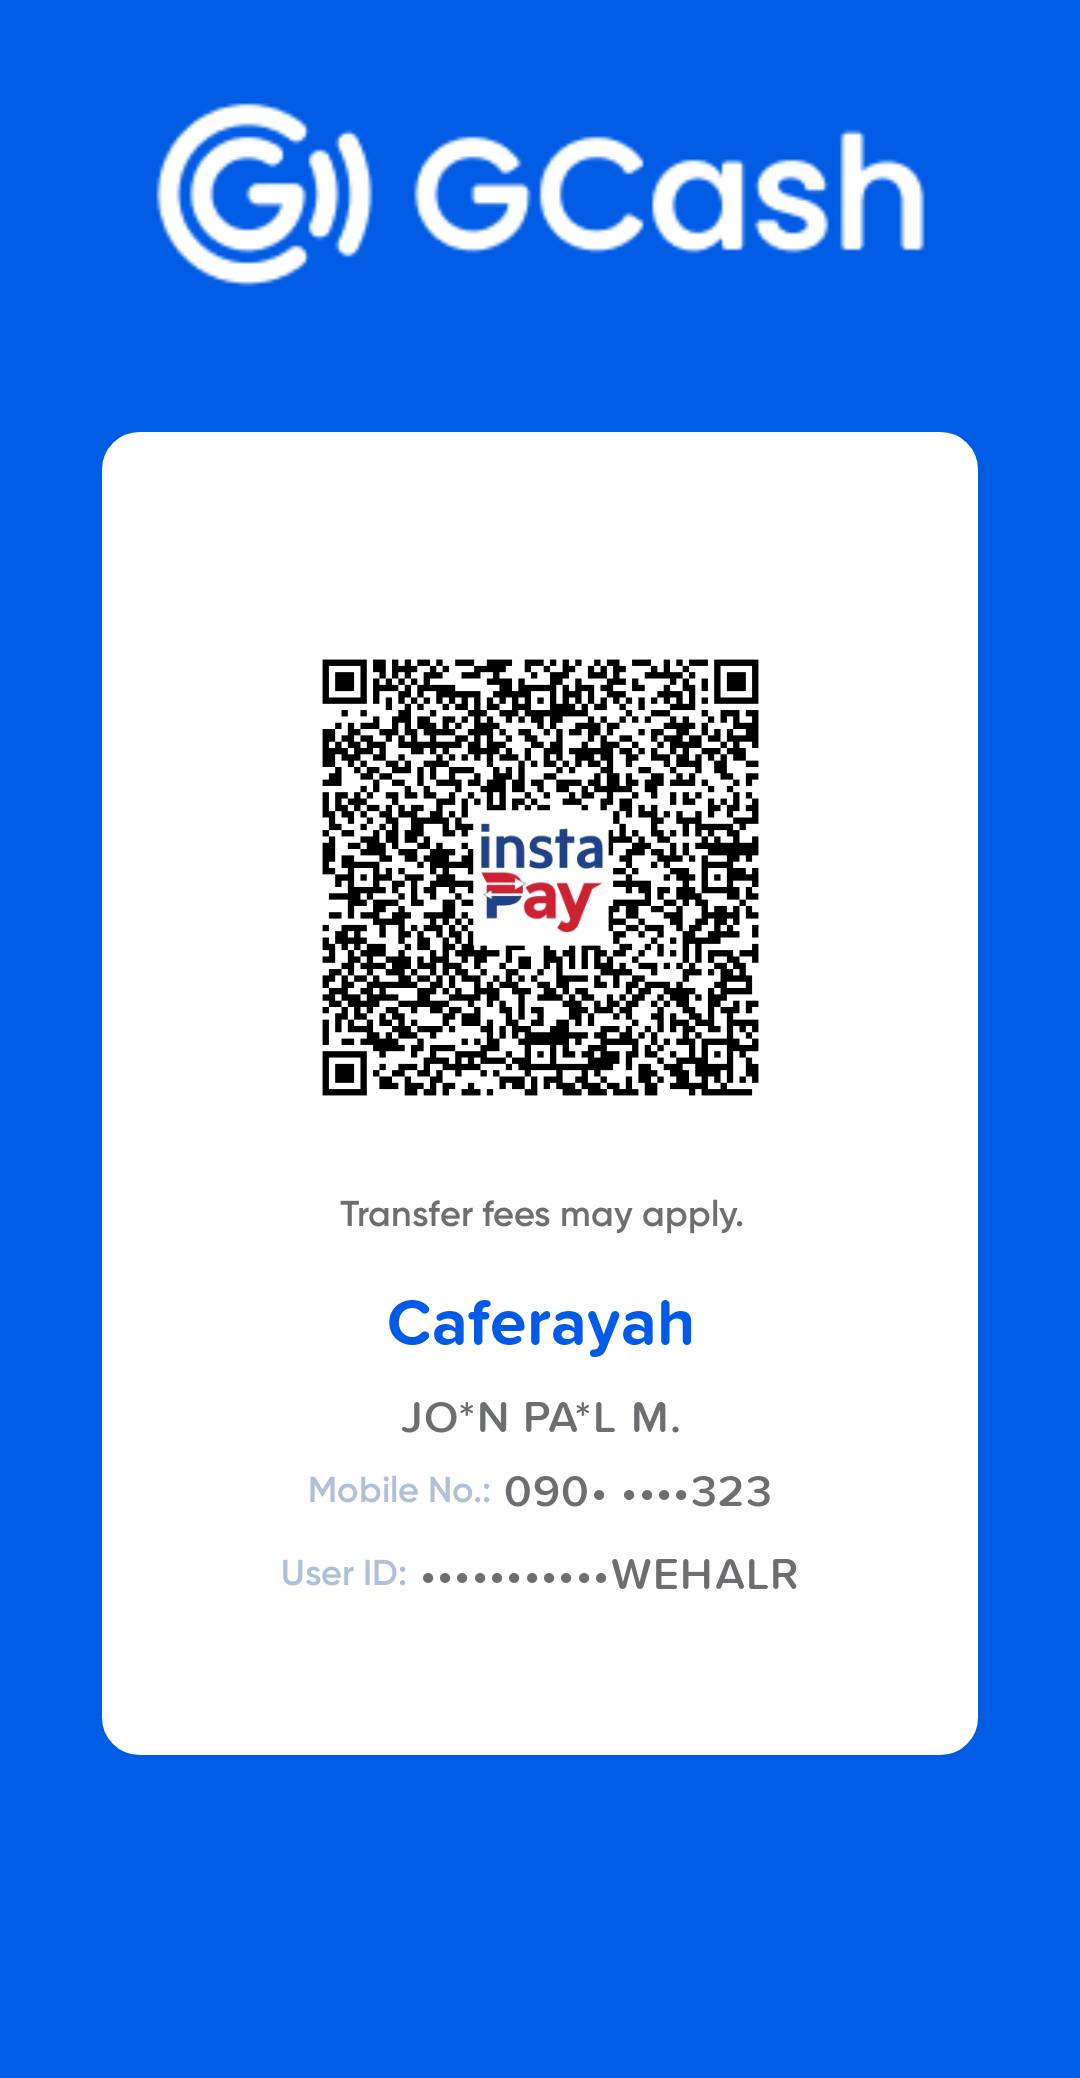 GCash
insta
Pay
Transfer fees may apply.
Caferayah
JO*N PA*L M.
Mobile No.: 090• ••••323
User ID: •••••••••••WEHALR